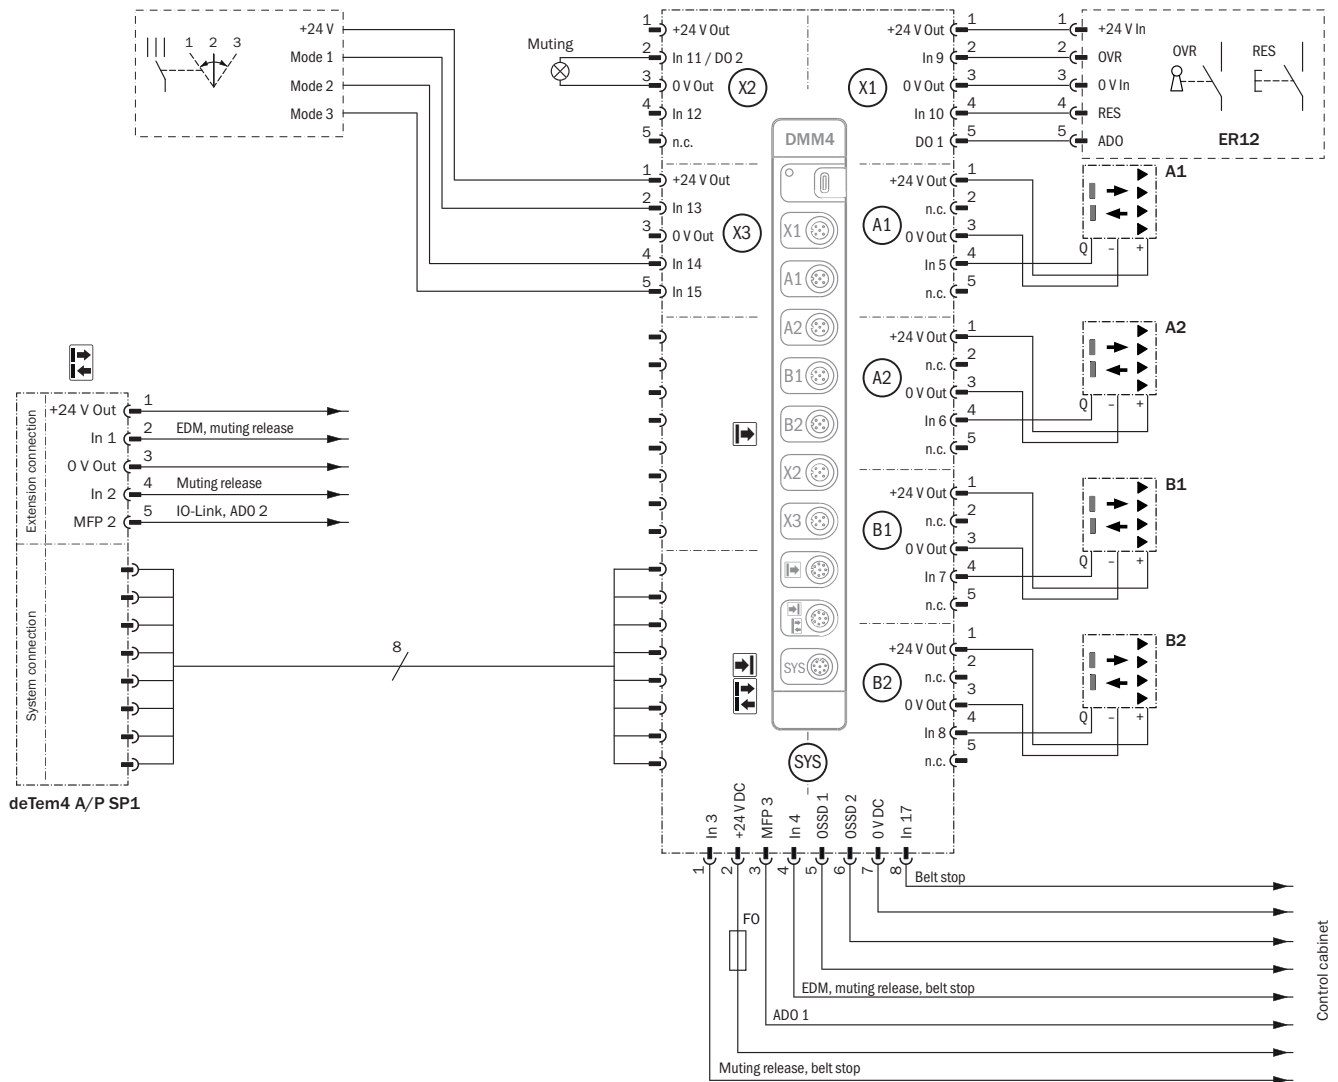 1 2 3
+24 V
Mode 1
Mode 2
Mode 3
Muting
1 +24 V Out
2 In 11 / DO 2
3 0 V Out
4 In 12
5 n.c.
X2
1 +24 V Out
2 In 13
3 0 V Out
4 In 14
5 In 15
X3
DMM4
X1
A1
A2
B1
B2
X2
X3
SYS
X1
+24 V Out 1
In 9 2
0 V Out 3
In 10 4
DO 1 5
1 +24 V In
2 OVR
3 0 V In
4 RES
5 ADO
OVR RES
ER12
A1
+24 V Out 1
n.c. 2
0 V Out 3
In 5 4
n.c. 5
A1
Q – +
A2
+24 V Out 1
n.c. 2
0 V Out 3
In 6 4
n.c. 5
A2
Q – +
B1
+24 V Out 1
n.c. 2
0 V Out 3
In 7 4
n.c. 5
B1
Q – +
B2
+24 V Out 1
n.c. 2
0 V Out 3
In 8 4
n.c. 5
B2
Q – +
Extension connection
+24 V Out 1
In 1 2 EDM, muting release
0 V Out 3
In 2 4 Muting release
MFP 2 5 IO-Link, ADO 2
System connection
8
deTem4 A/P SP1
SYS
In 3
+24 V DC
MFP 3
In 4
OSSD 1
OSSD 2
0 V DC
In 17
1 2 3 4 5 6 7 8
Belt stop
F0
EDM, muting release, belt stop
ADO 1
Muting release, belt stop
Control cabinet